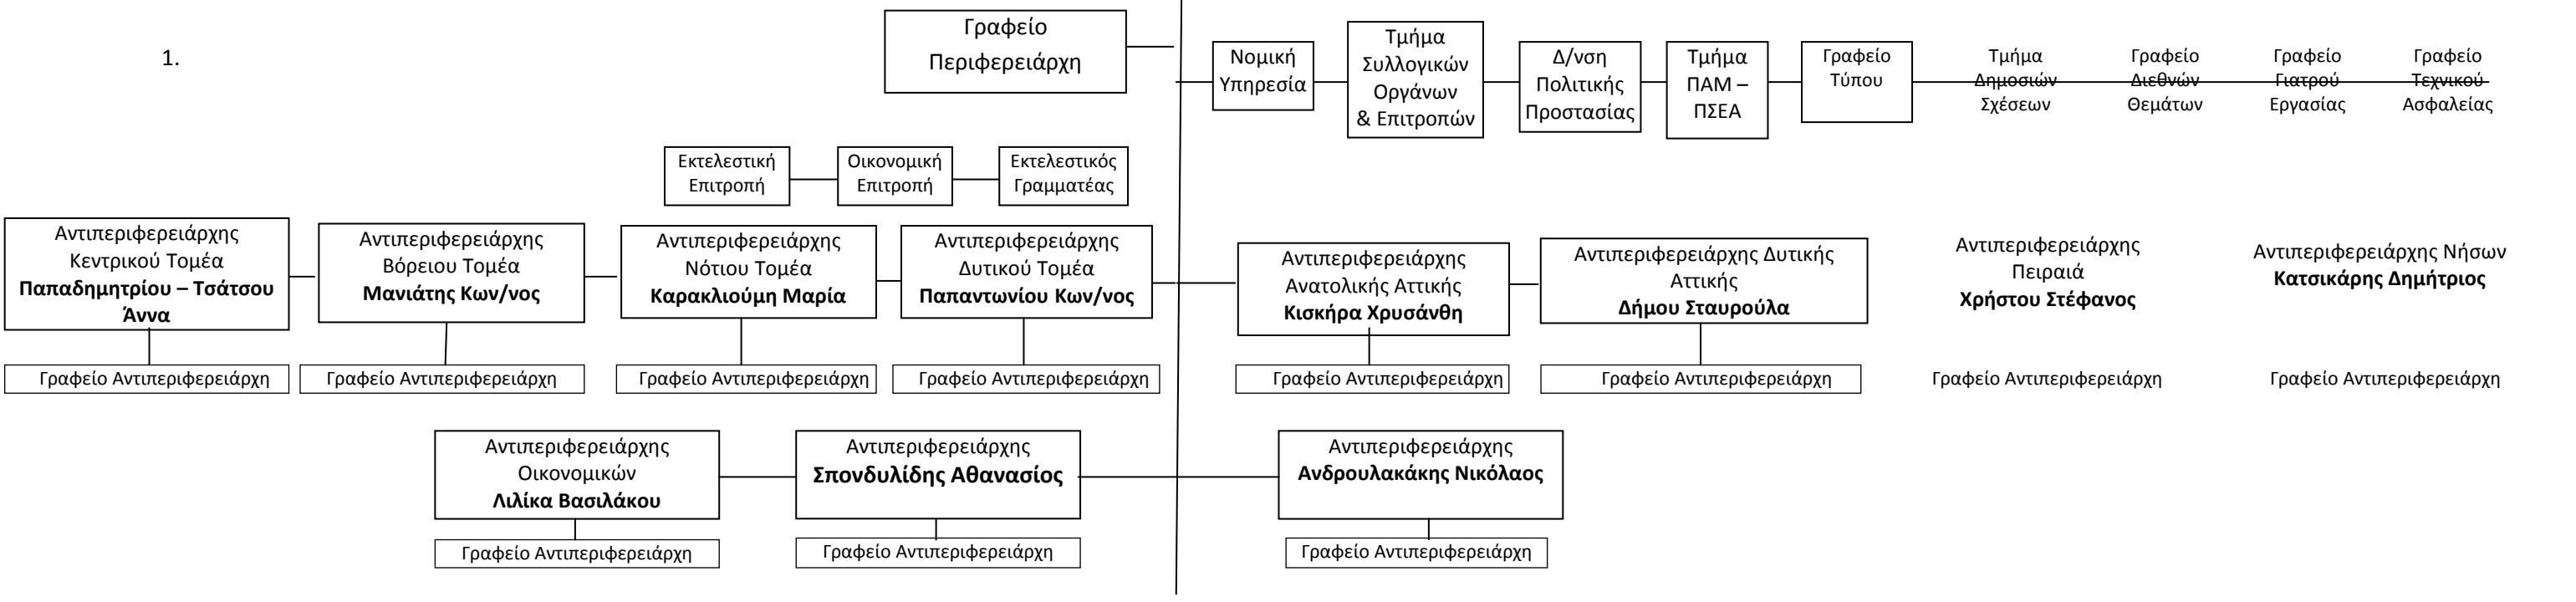 1.
Γραφείο
Περιφερειάρχη
Νομική
Υπηρεσία
Τμήμα
Συλλογικών
Οργάνων
& Επιτροπών
Δ/νση
Πολιτικής
Προστασίας
Τμήμα
ΠΑΜ –
ΠΣΕΑ
Γραφείο
Τύπου
Τμήμα
Δημοσιών
Σχέσεων
Γραφείο
Διεθνών
Θεμάτων
Γραφείο
Γιατρού
Εργασίας
Γραφείο
Τεχνικού
Ασφαλείας
Εκτελεστική
Επιτροπή
Οικονομική
Επιτροπή
Εκτελεστικός
Γραμματέας
Αντιπεριφερειάρχης
Κεντρικού Τομέα
Παπαδημητρίου – Τσάτσου
Άννα
Αντιπεριφερειάρχης
Βόρειου Τομέα
Μανιάτης Κων/νος
Αντιπεριφερειάρχης
Νότιου Τομέα
Καρακλιούμη Μαρία
Αντιπεριφερειάρχης
Δυτικού Τομέα
Παπαντωνίου Κων/νος
Αντιπεριφερειάρχης
Ανατολικής Αττικής
Κισκήρα Χρυσάνθη
Αντιπεριφερειάρχης Δυτικής
Αττικής
Δήμου Σταυρούλα
Αντιπεριφερειάρχης
Πειραιά
Χρήστου Στέφανος
Αντιπεριφερειάρχης Νήσων
Κατσικάρης Δημήτριος
Γραφείο Αντιπεριφερειάρχη
Γραφείο Αντιπεριφερειάρχη
Γραφείο Αντιπεριφερειάρχη
Γραφείο Αντιπεριφερειάρχη
Γραφείο Αντιπεριφερειάρχη
Γραφείο Αντιπεριφερειάρχη
Γραφείο Αντιπεριφερειάρχη
Γραφείο Αντιπεριφερειάρχη
Αντιπεριφερειάρχης
Οικονομικών
Λιλίκα Βασιλάκου
Αντιπεριφερειάρχης
Σπονδυλίδης Αθανασίος
Αντιπεριφερειάρχης
Ανδρουλακάκης Νικόλαος
Γραφείο Αντιπεριφερειάρχη
Γραφείο Αντιπεριφερειάρχη
Γραφείο Αντιπεριφερειάρχη